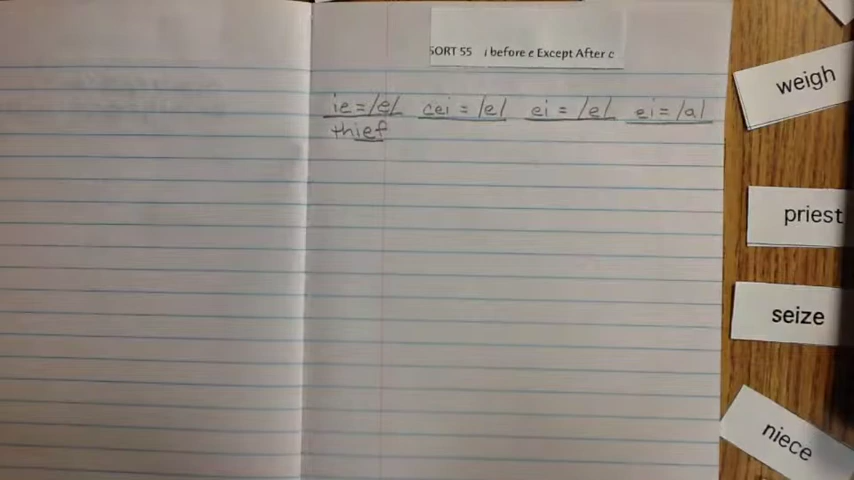 SORT 55 i before e Except After c
ie = /e/ cei = /e/ ei = /e/ ei = /a/
thief
weigh
priest
seize
niece